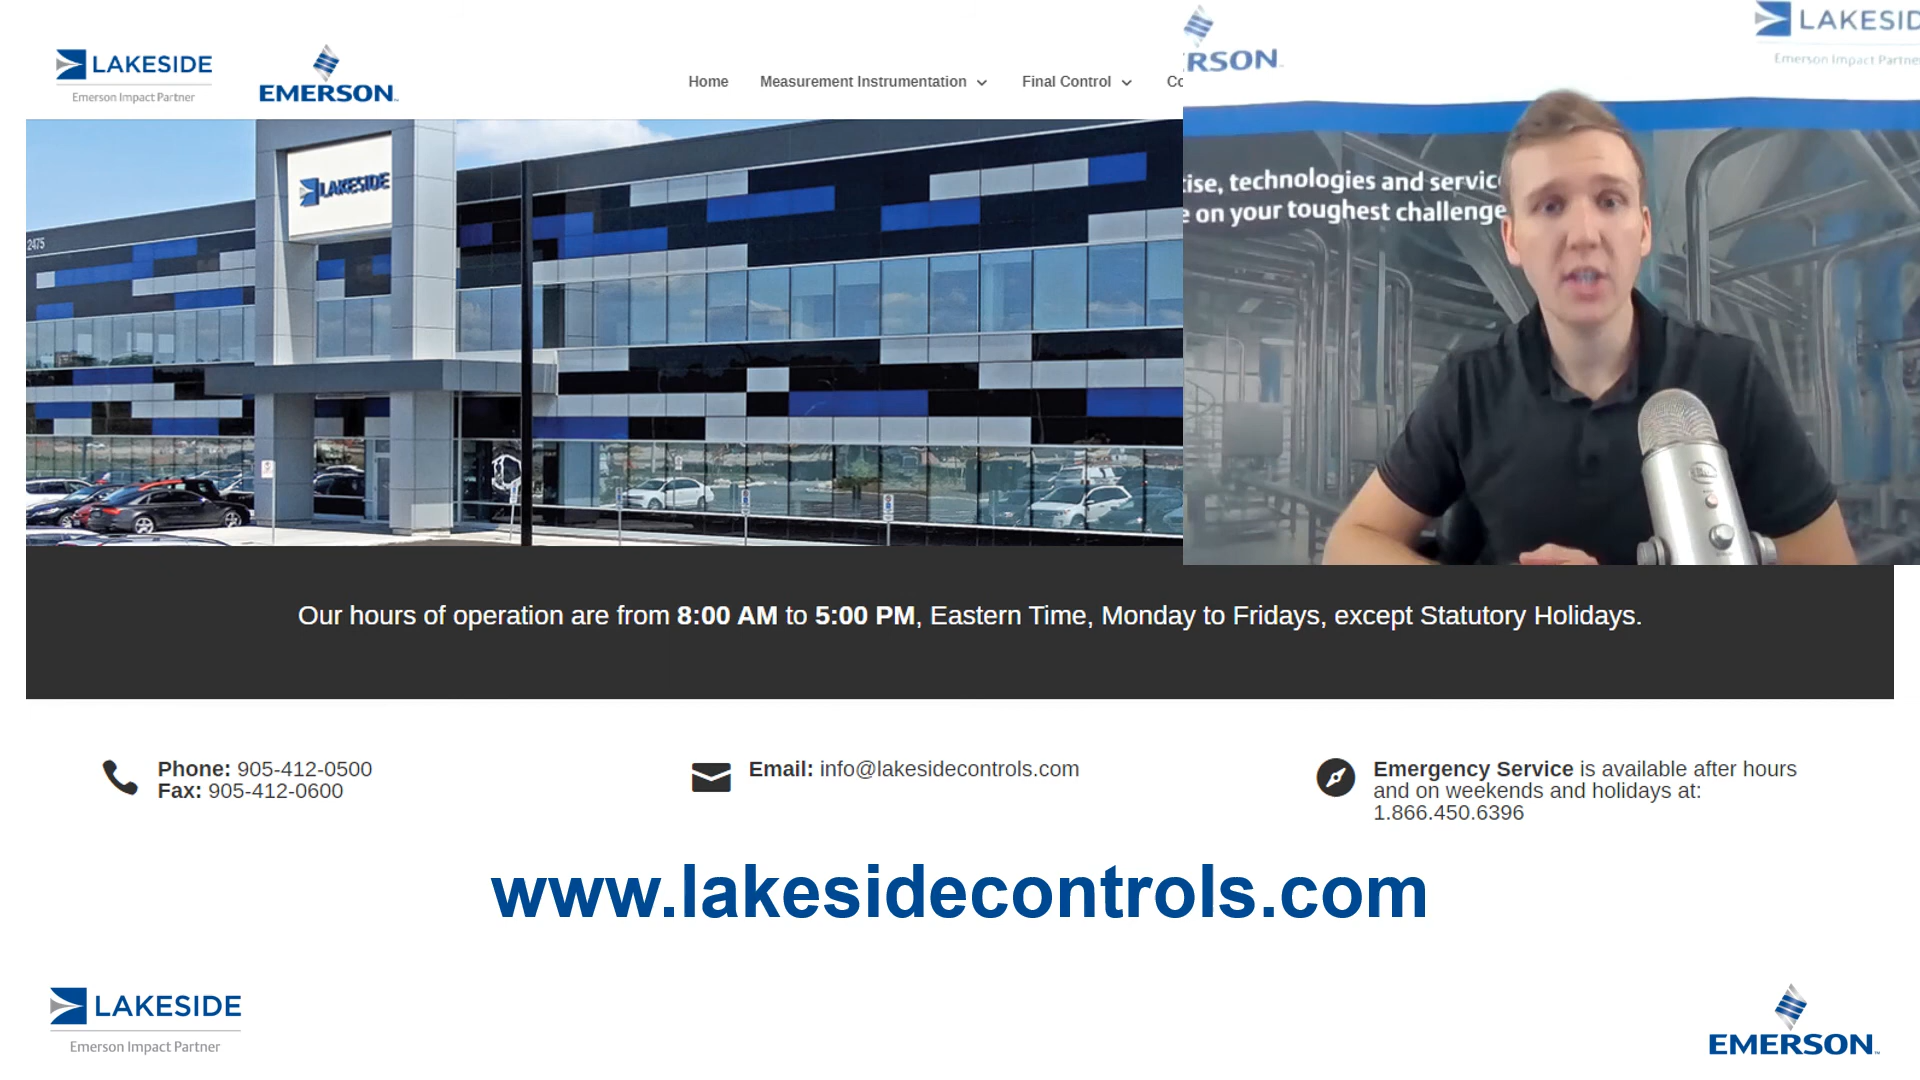 LAKESIDE
Emerson Impact Partner
EMERSON
Home Measurement Instrumentation Final Control
RSON
LAKESID
Emerson Impact Partne
LAKESIDE
2475
ise, technologies and servic
e on your toughest challenge
Our hours of operation are from 8:00 AM to 5:00 PM, Eastern Time, Monday to Fridays, except Statutory Holidays.
Phone: 905-412-0500
Fax: 905-412-0600
Email: info@lakesidecontrols.com
Emergency Service is available after hours
and on weekends and holidays at:
1.866.450.6396
www.lakesidecontrols.com
LAKESIDE
Emerson Impact Partner
EMERSON